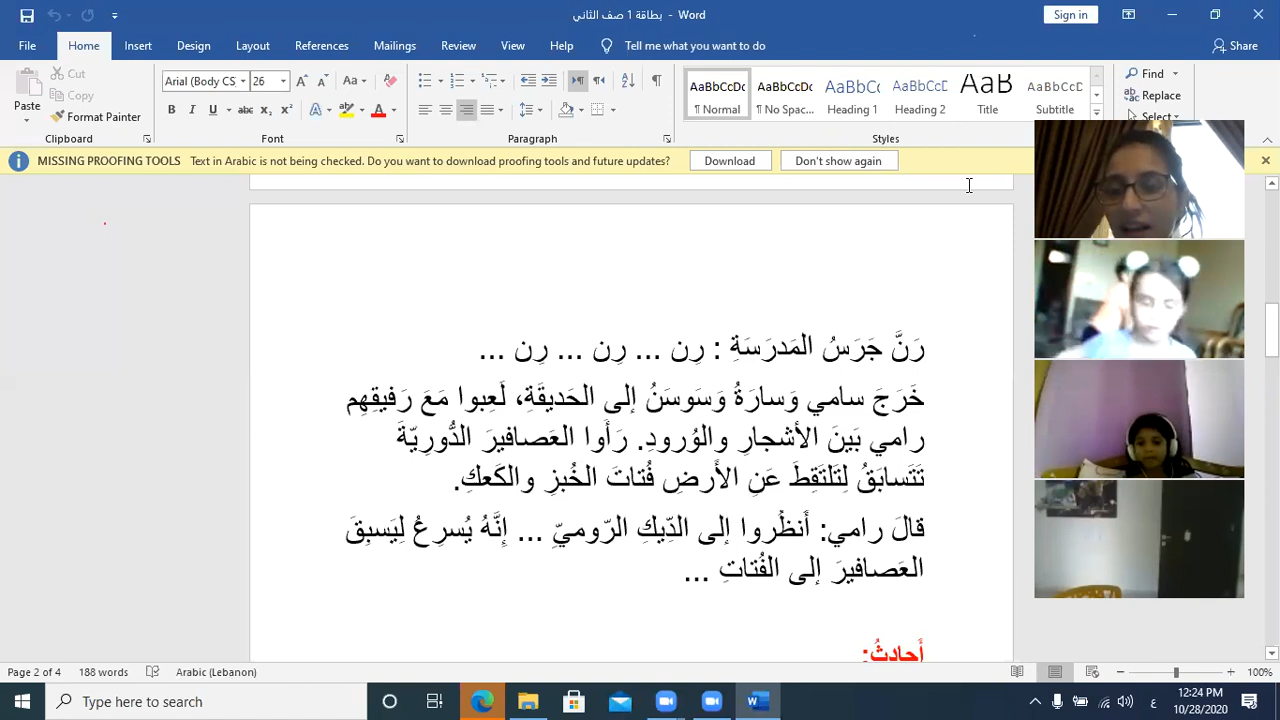 بطاقة 1 صف الثاني - Word
Sign in
File Home Insert Design Layout References Mailings Review View Help Tell me what you want to do Share
Paste
Cut
Copy
Format Painter
Clipboard
Arial (Body CS) 26
Font
Paragraph
AaBbCcDc AaBbCcDc AaBbCc AaBbCcD AaB AaBbCcD
¶ Normal ¶ No Spac... Heading 1 Heading 2 Title Subtitle
Styles
Find
Replace
Select
MISSING PROOFING TOOLS Text in Arabic is not being checked. Do you want to download proofing tools and future updates? Download Don't show again
رَنَّ جَرَسُ المَدرَسَةِ : رِن ... رِن ... رِن ...
خَرَجَ سامي وَسارَةُ وَسَوسَنُ إلى الحَديقَةِ، لَعِبوا مَعَ رَفيقِهِم
رامي بَينَ الأشجارِ والوُرودِ. رَأَوا العَصافيرَ الدُّورِيّةَ
تَتَسابَقُ لِتَلتَقِطَ عَنِ الأَرضِ فُتاتَ الخُبزِ والكَعكِ.
قالَ رامي: أَنظُروا إلى الدِّيكِ الرّوميِّ ... إِنَّهُ يُسرِعُ لِيَسبِقَ
العَصافيرَ إلى الفُتاتِ ...
أَحادِثُ:
Page 2 of 4 188 words Arabic (Lebanon) 100%
Type here to search
ع
12:24 PM
10/28/2020